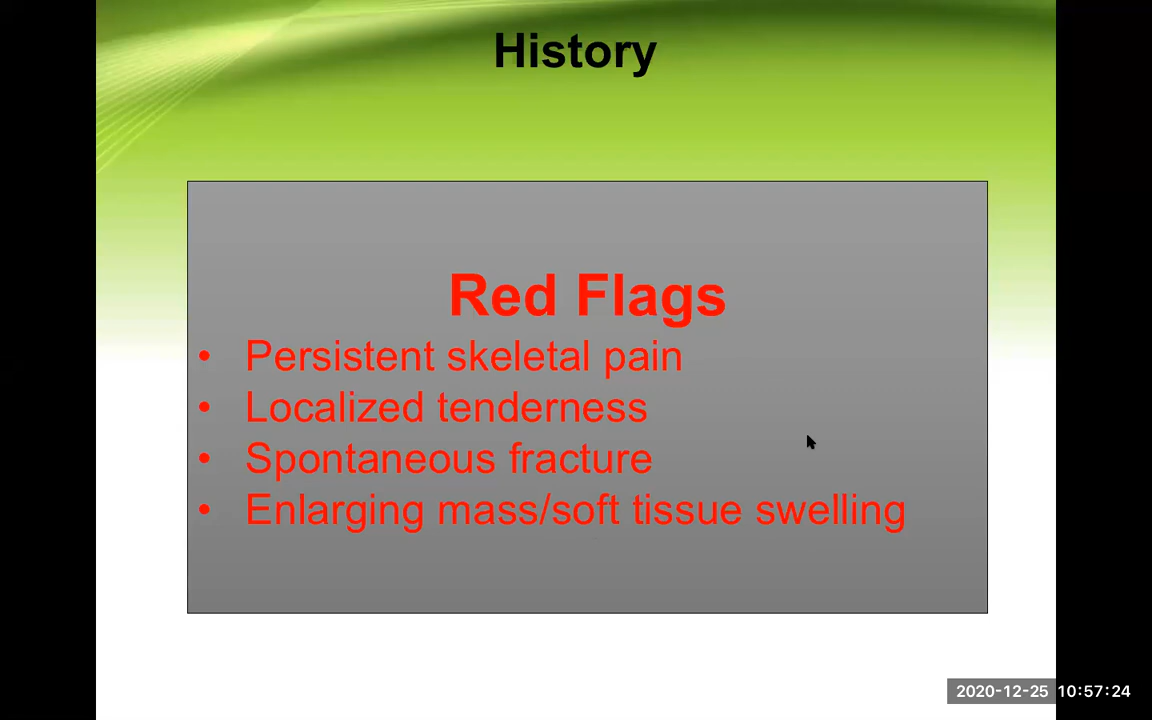 History
Red Flags
• Persistent skeletal pain
• Localized tenderness
• Spontaneous fracture
• Enlarging mass/soft tissue swelling
2020-12-25 10:57:24